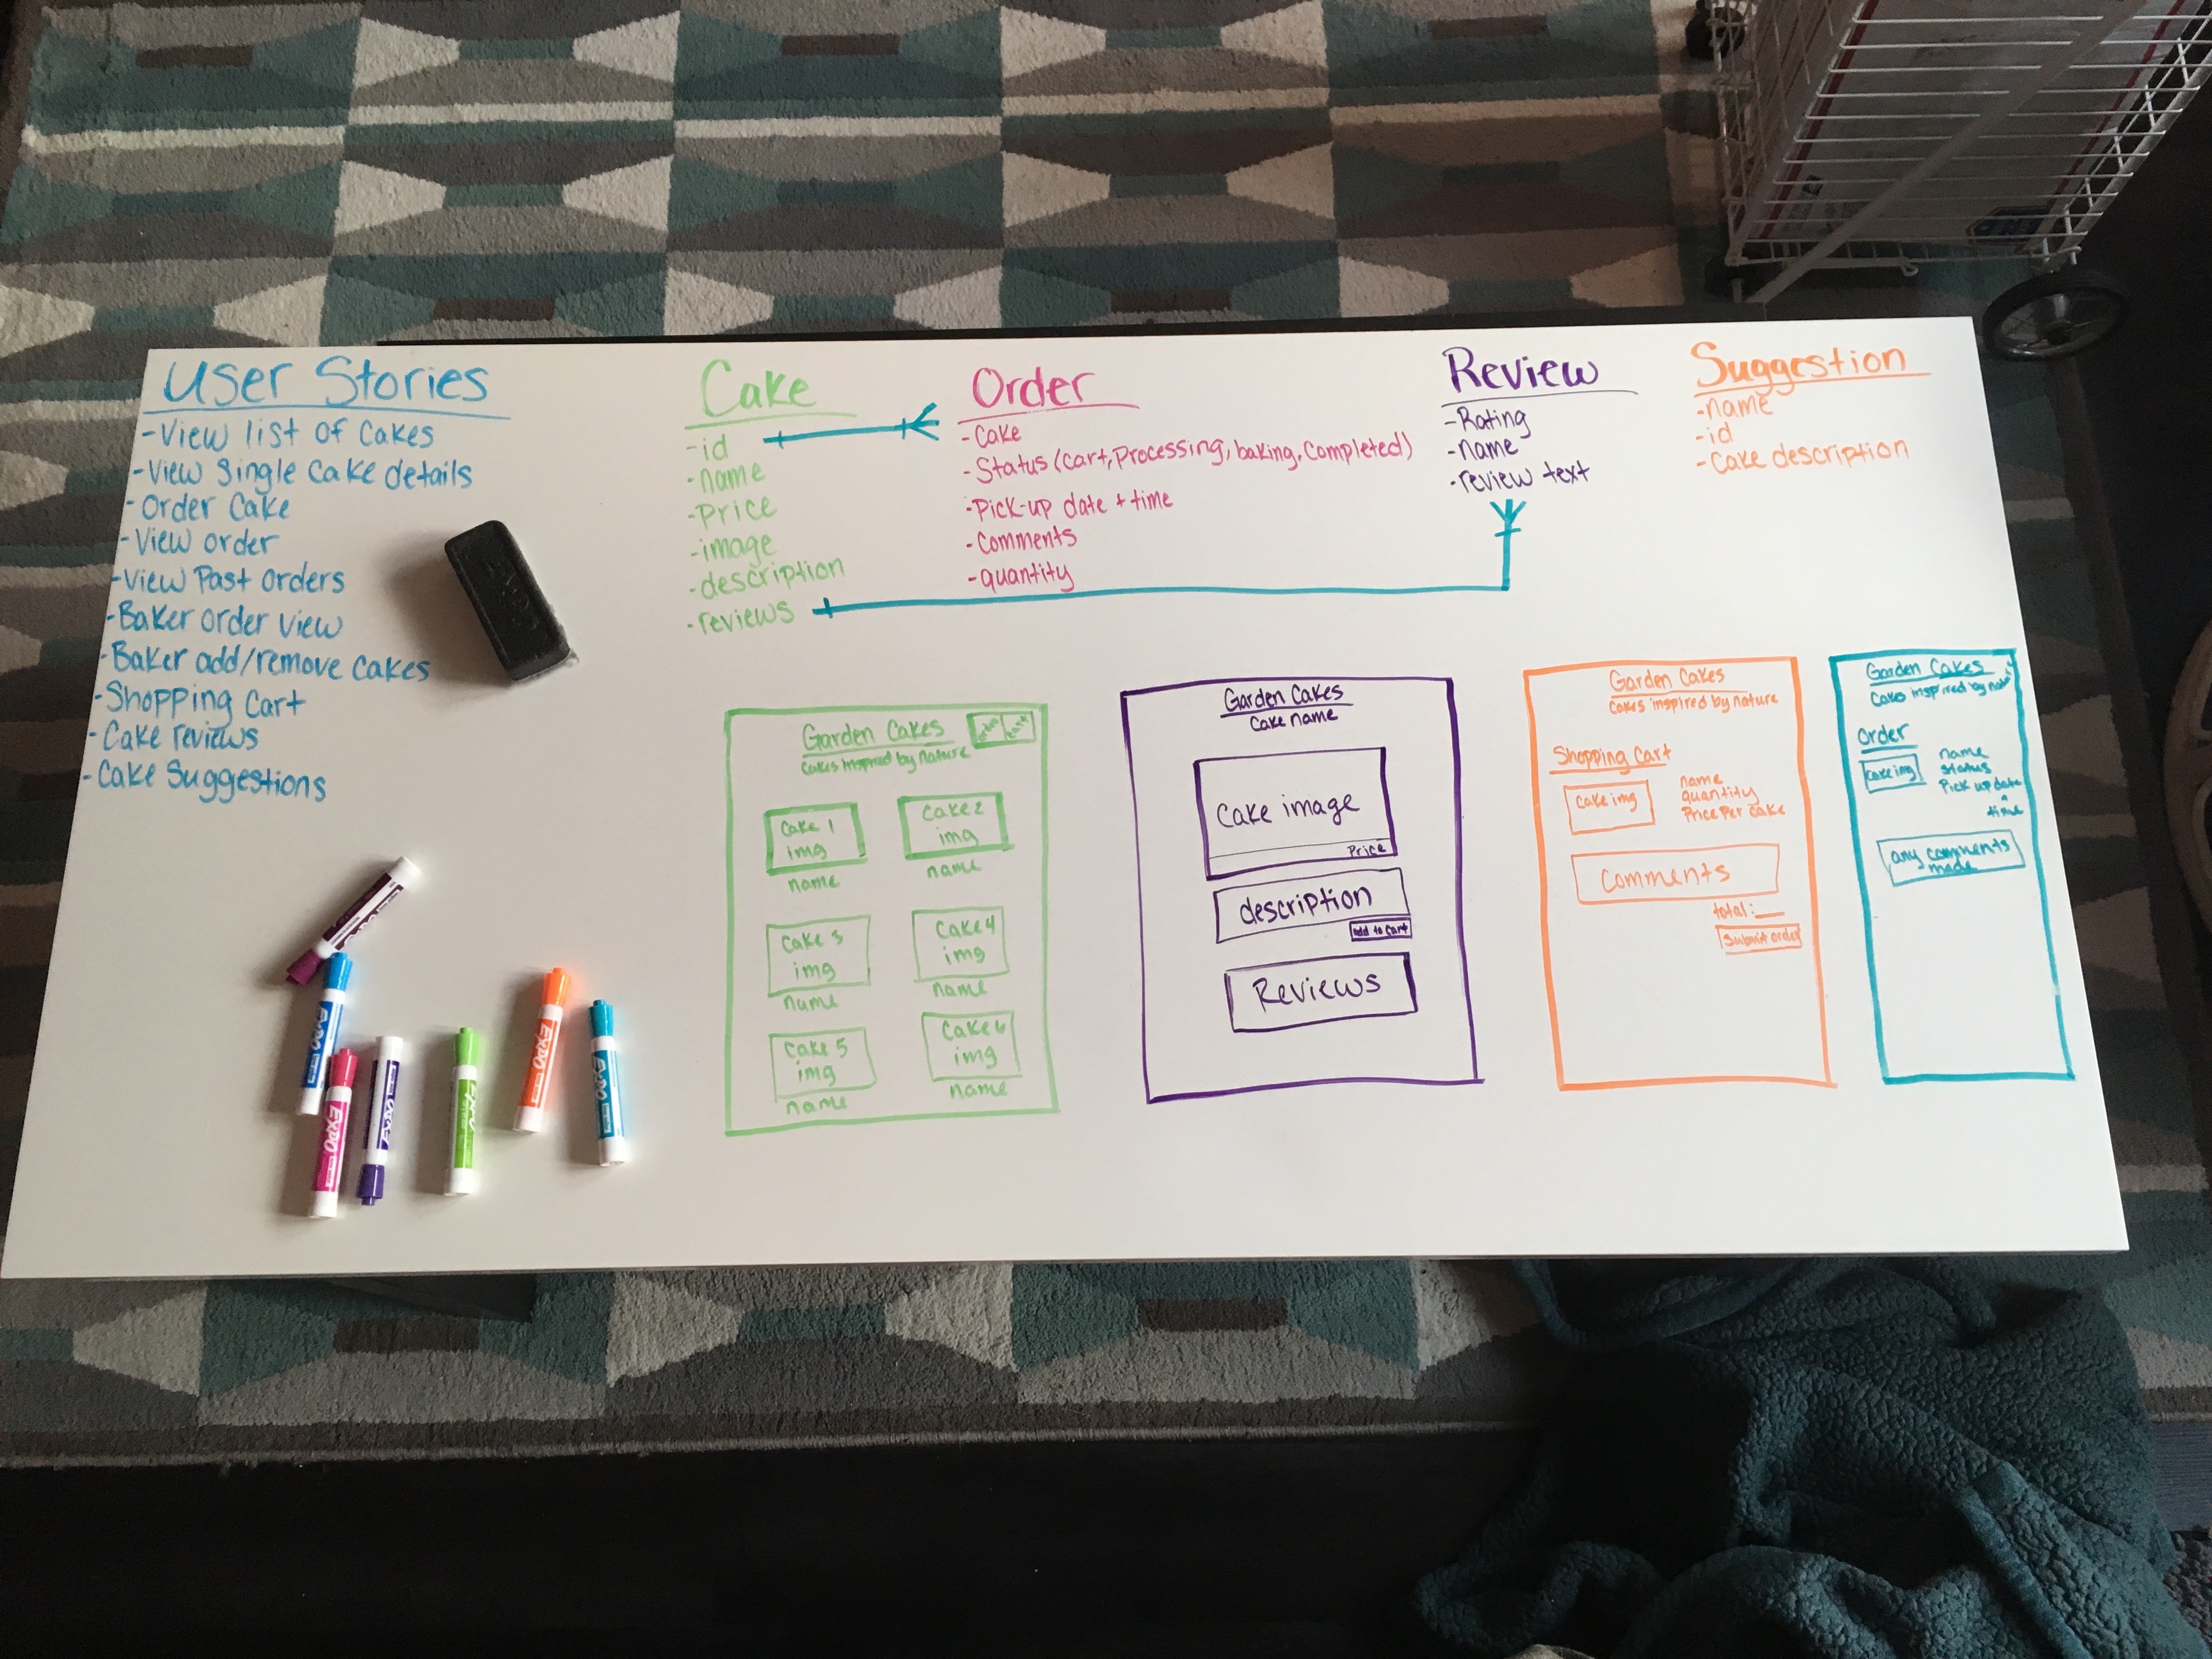 User Stories
-View list of cakes
-View Single Cake details
-Order Cake
-View order
-View Past orders
-Baker order view
-Baker add/remove cakes
-Shopping Cart
-Cake reviews
-Cake Suggestions
Cake
-id
-name
-Price
-image
-description
-reviews
Order
-Cake
-Status (cart, Processing, baking, Completed)
-Pick-up date + time
-Comments
-quantity
Review
-Rating
-name
-review text
Suggestion
-name
-id
-Cake description
Garden Cakes
Cakes inspired by Nature
Cake 1
img
name
Cake 2
img
name
Cake 3
img
name
Cake 4
img
name
Cake 5
img
name
Cake 6
img
name
Garden Cakes
Cake name
Cake image
Price
description
add to cart
Reviews
Garden Cakes
Cakes inspired by Nature
Shopping Cart
Cake img
name
quantity
Price Per Cake
Comments
total:
Submit order
Garden Cakes
Order
Cake img
name
Status
Pick up date
time
any comments
made
EXPO
EXPO
EXPO
EXPO